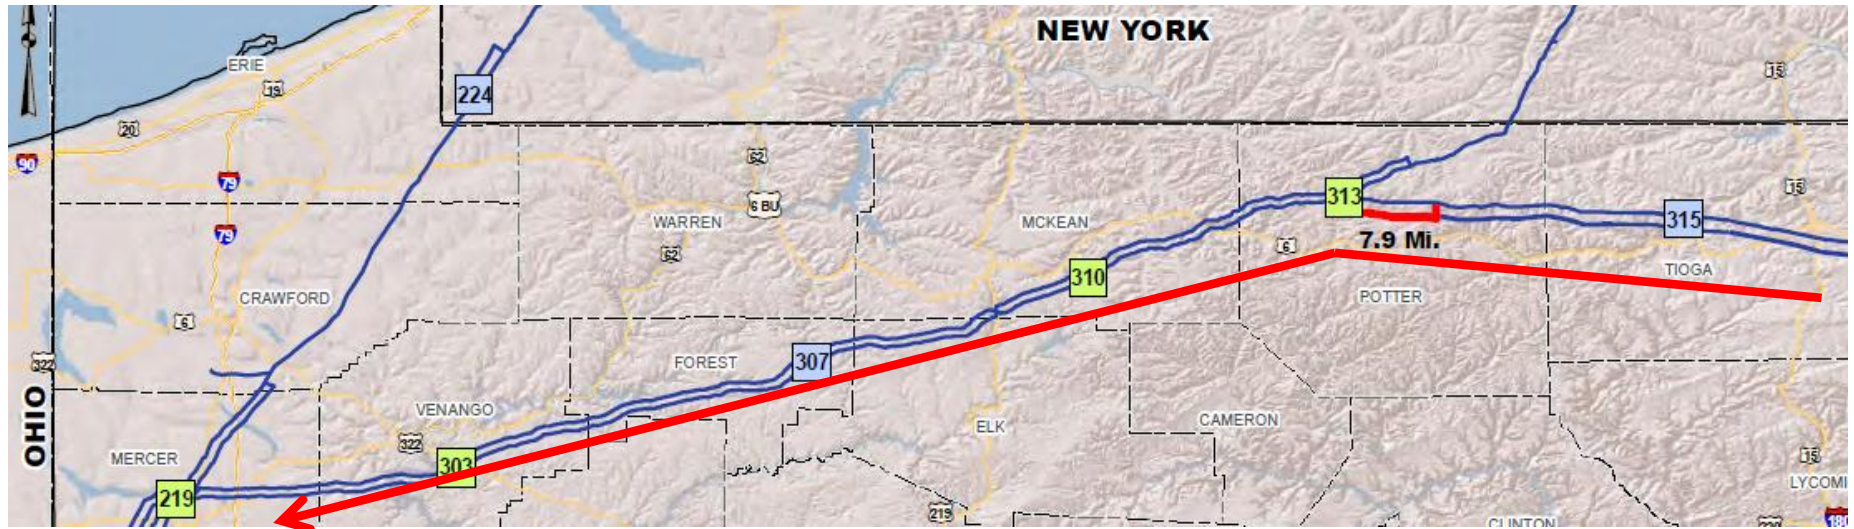 NEW YORK
ERIE
19
20
90
79
224
15
62
6 BU
WARREN
MCKEAN
62
79
313
7.9 Mi.
6
315
15
TIOGA
POTTER
310
CRAWFORD
6
322
FOREST
307
VENANGO
322
303
ELK
CAMERON
OHIO
MERCER
219
219
15
LYCOMI
CLINTON
180